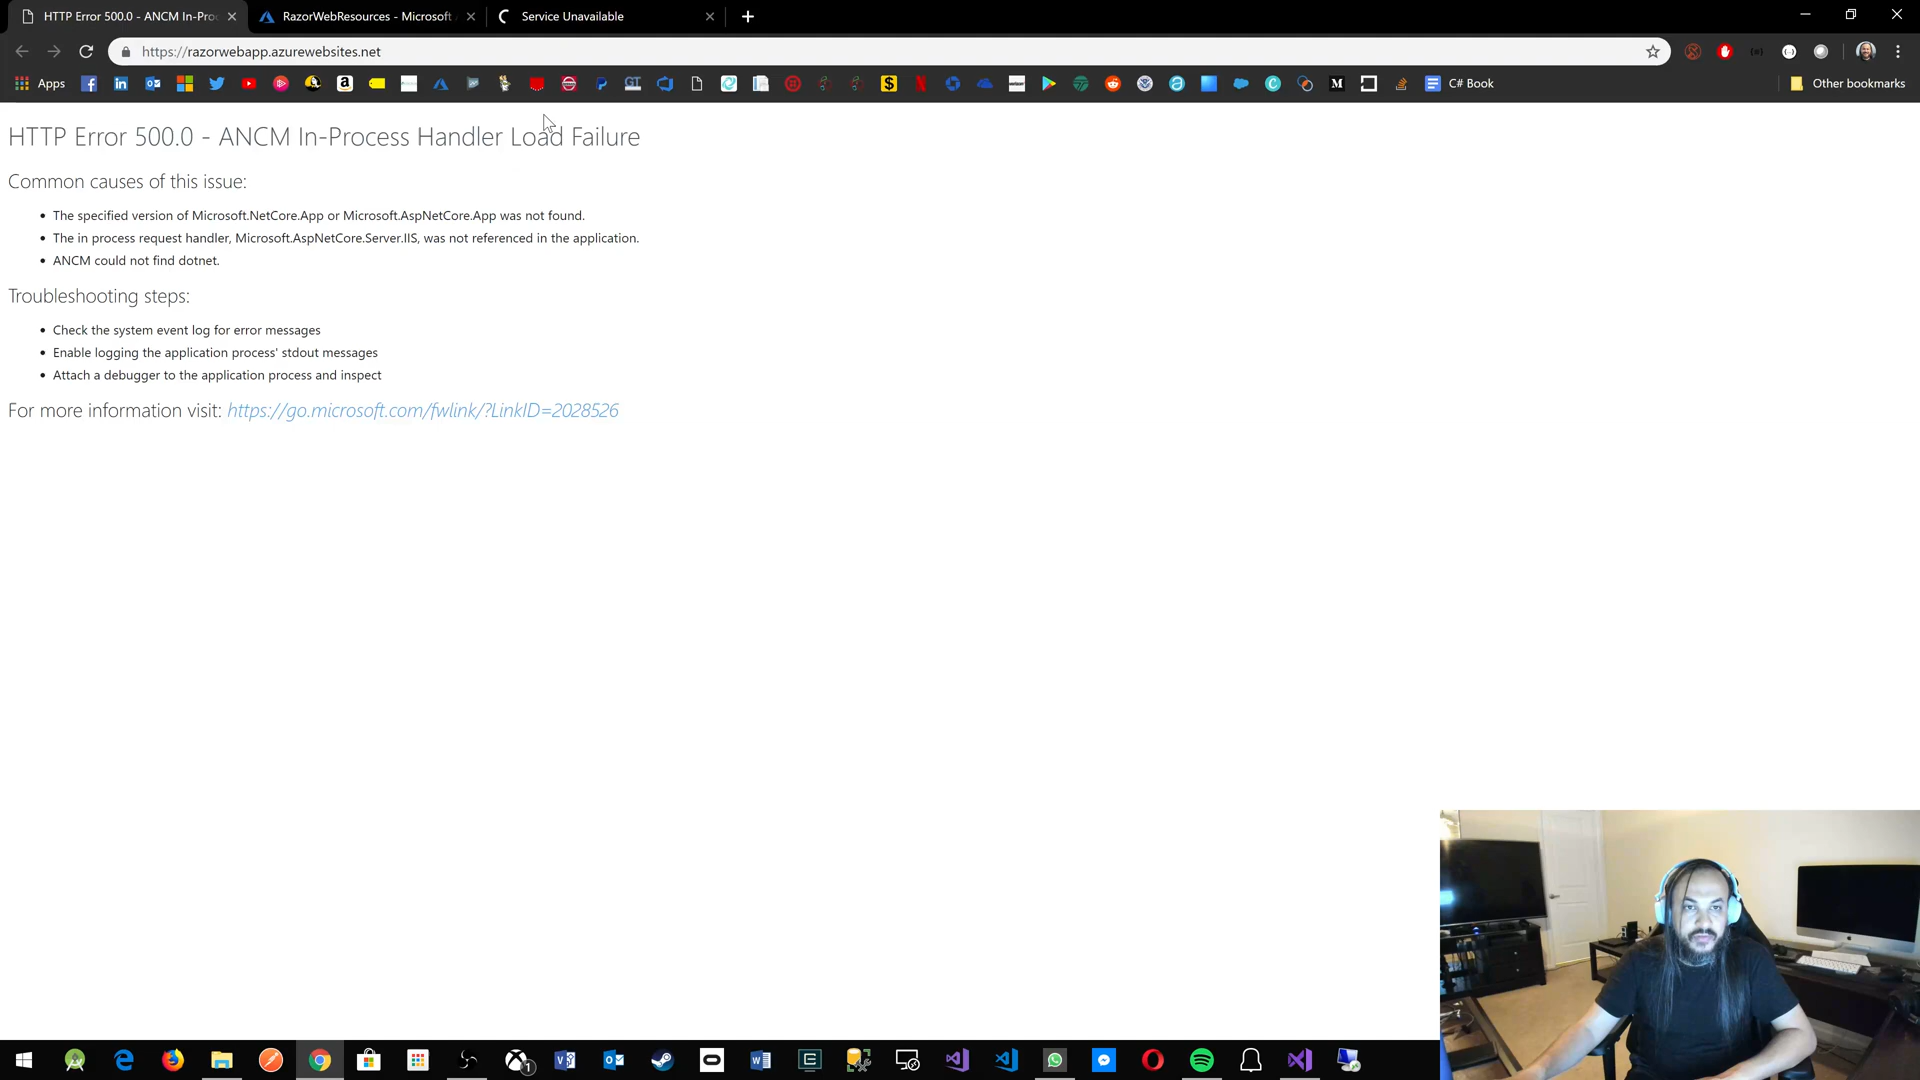 HTTP Error 500.0 - ANCM In-Proc
RazorWebResources - Microsoft
Service Unavailable
https://razorwebapp.azurewebsites.net
Apps
GT
M
C# Book
Other bookmarks
HTTP Error 500.0 - ANCM In-Process Handler Load Failure
Common causes of this issue:
• The specified version of Microsoft.NetCore.App or Microsoft.AspNetCore.App was not found.
• The in process request handler, Microsoft.AspNetCore.Server.IIS, was not referenced in the application.
• ANCM could not find dotnet.
Troubleshooting steps:
• Check the system event log for error messages
• Enable logging the application process' stdout messages
• Attach a debugger to the application process and inspect
For more information visit: https://go.microsoft.com/fwlink/?LinkID=2028526
1